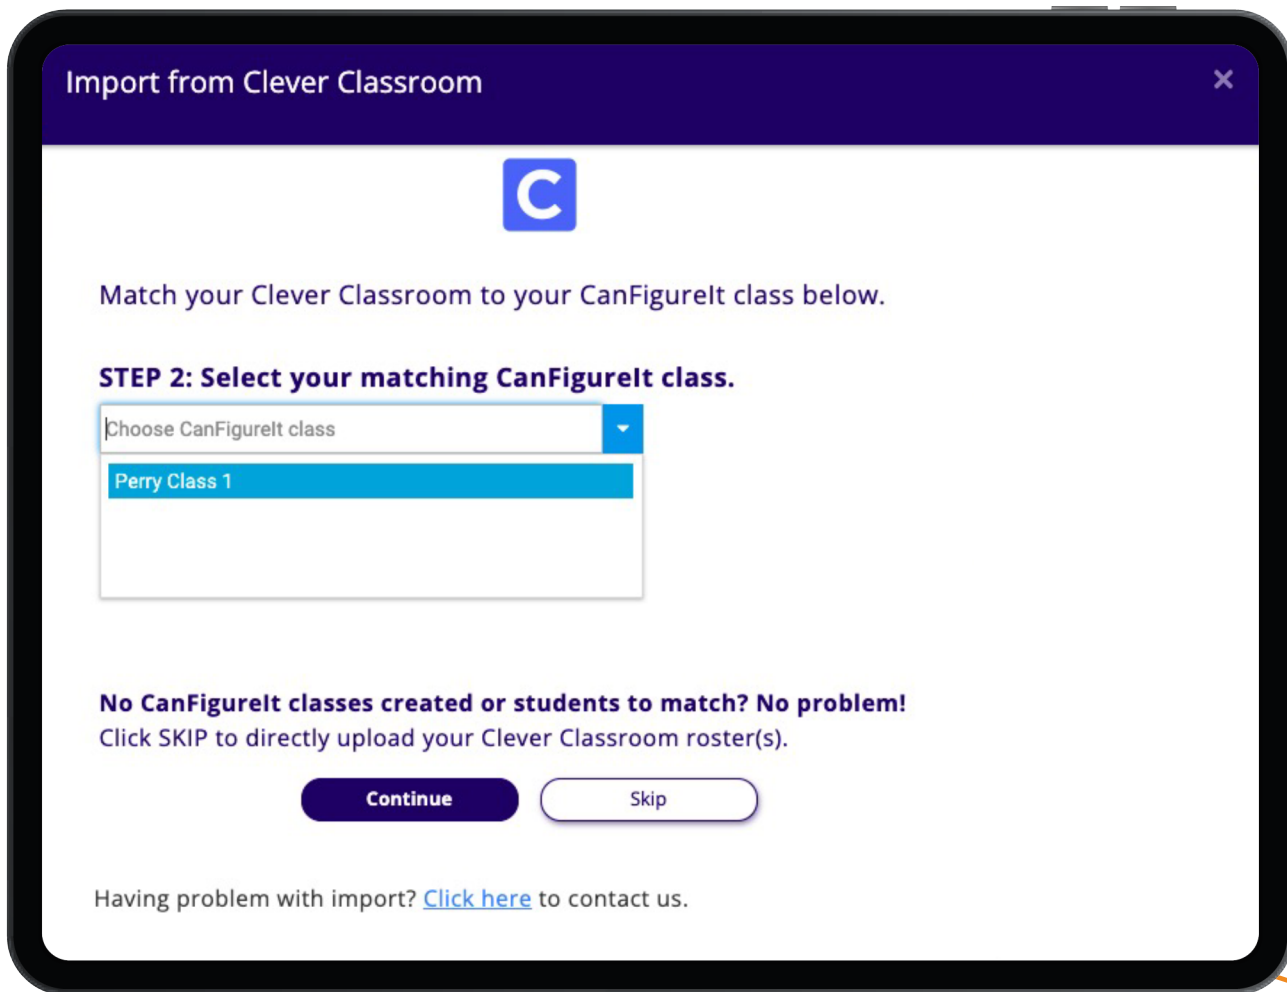 Import from Clever Classroom
×
C
Match your Clever Classroom to your CanFigureIt class below.
STEP 2: Select your matching CanFigureIt class.
Choose CanFigureIt class
Perry Class 1
No CanFigureIt classes created or students to match? No problem!
Click SKIP to directly upload your Clever Classroom roster(s).
Continue Skip
Having problem with import? Click here to contact us.